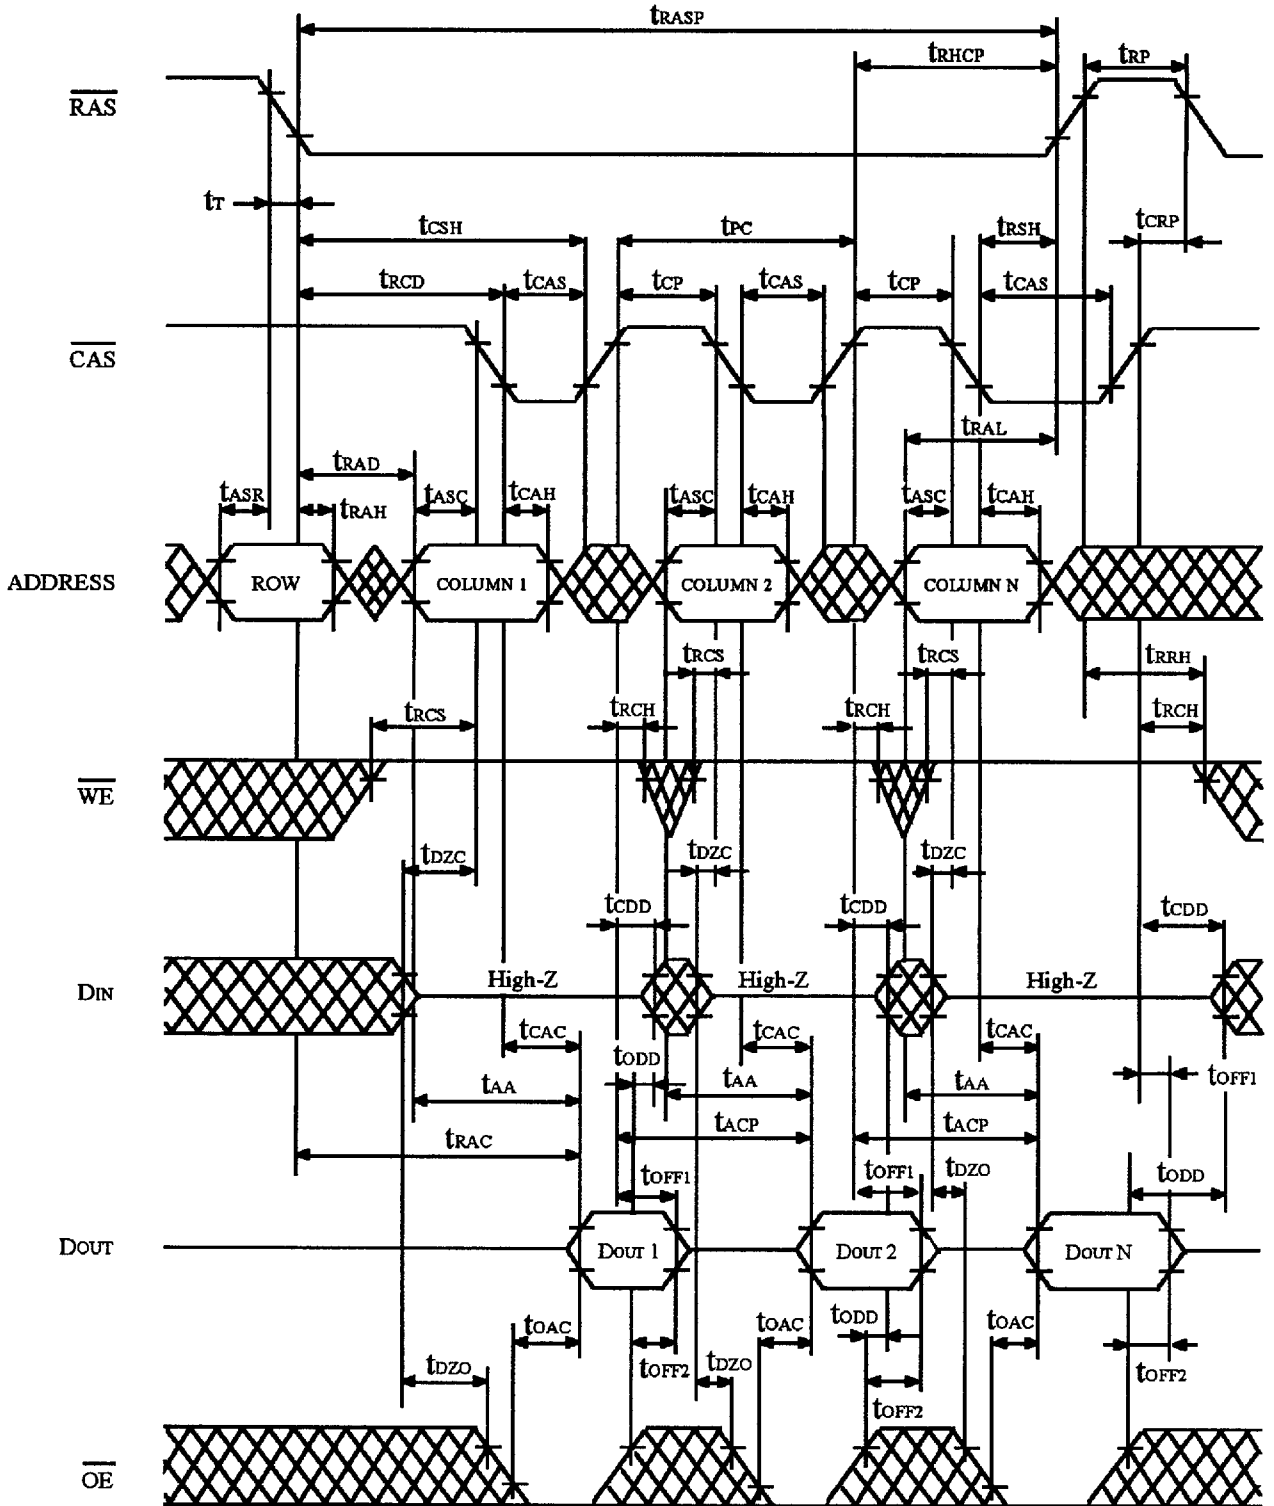 tRASP
tRHCP tRP
RAS
tT
tCSH tPC tRSH tCRP
tRCD tCAS tCP tCAS tCP tCAS
CAS
tRAL
tRAD
tASR tRAH tASC tCAH tASC tCAH tASC tCAH
ADDRESS ROW COLUMN 1 COLUMN 2 COLUMN N
tRCS tRCS tRRH
tRCS tRCH tRCH tRCH
WE
tDZC tDZC tDZC
tCDD tCDD tCDD
DIN High-Z High-Z High-Z
tCAC tODD tCAC tCAC
tAA tAA tAA tOFF1
tRAC tACP tACP
tOFF1 tOFF1 tDZO tODD
DOUT DOUT 1 DOUT 2 DOUT N
tOAC tODD tOAC
tDZO tOFF2 tDZO tOFF2 tOFF2
OE